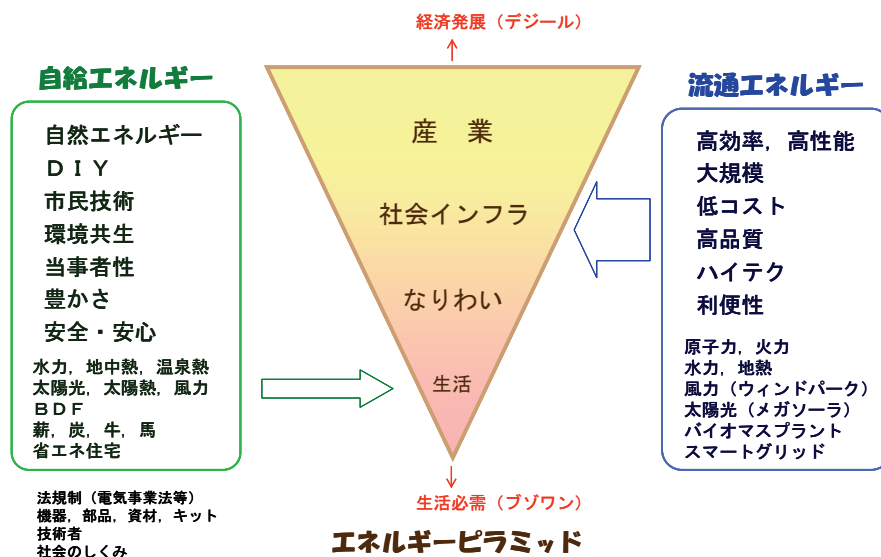 経済発展（デジール）
自給エネルギー
自然エネルギー
ＤＩＹ
市民技術
環境共生
当事者性
豊かさ
安全・安心
水力，地中熱，温泉熱
太陽光，太陽熱，風力
ＢＤＦ
薪，炭，牛，馬
省エネ住宅
法規制（電気事業法等）
機器，部品，資材，キット
技術者
社会のしくみ
産　業
社会インフラ
なりわい
生活
生活必需（ブゾワン）
エネルギーピラミッド
流通エネルギー
高効率，高性能
大規模
低コスト
高品質
ハイテク
利便性
原子力，火力
水力，地熱
風力（ウィンドパーク）
太陽光（メガソーラ）
バイオマスプラント
スマートグリッド